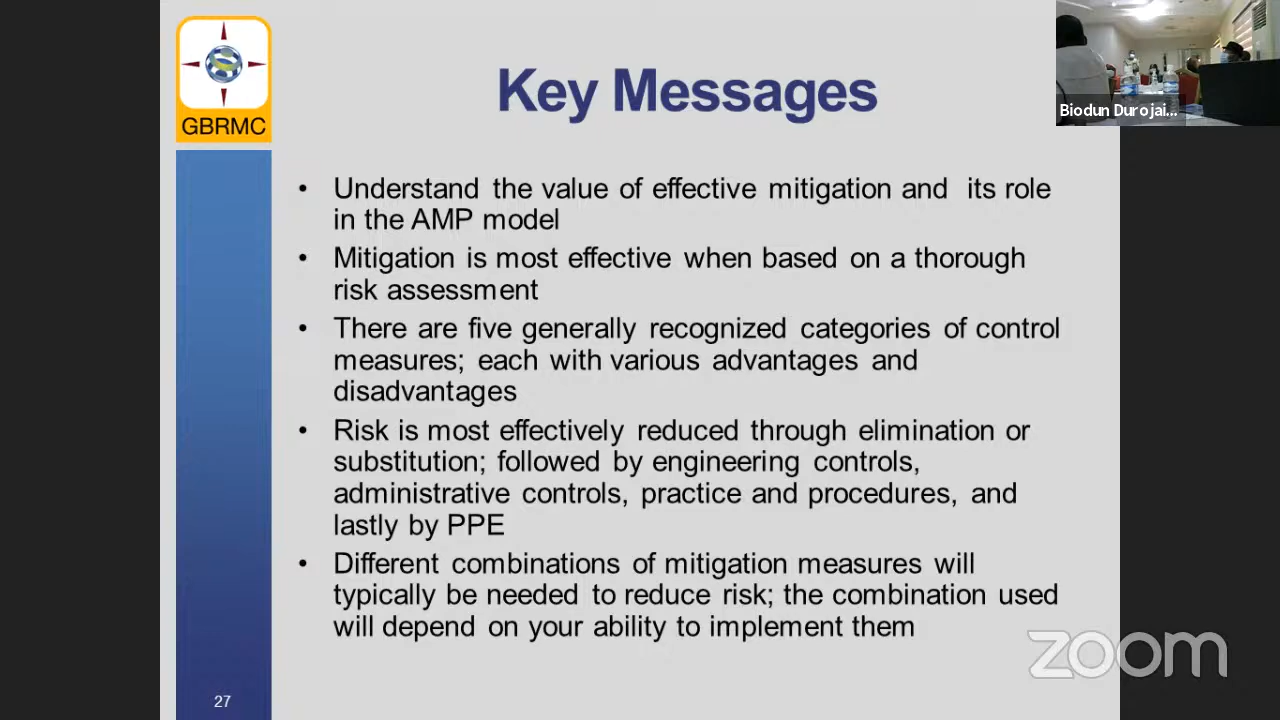 GBRMC
Key Messages
Biodun Durojai...
• Understand the value of effective mitigation and its role
in the AMP model
• Mitigation is most effective when based on a thorough
risk assessment
• There are five generally recognized categories of control
measures; each with various advantages and
disadvantages
• Risk is most effectively reduced through elimination or
substitution; followed by engineering controls,
administrative controls, practice and procedures, and
lastly by PPE
• Different combinations of mitigation measures will
typically be needed to reduce risk; the combination used
will depend on your ability to implement them
zoom
27